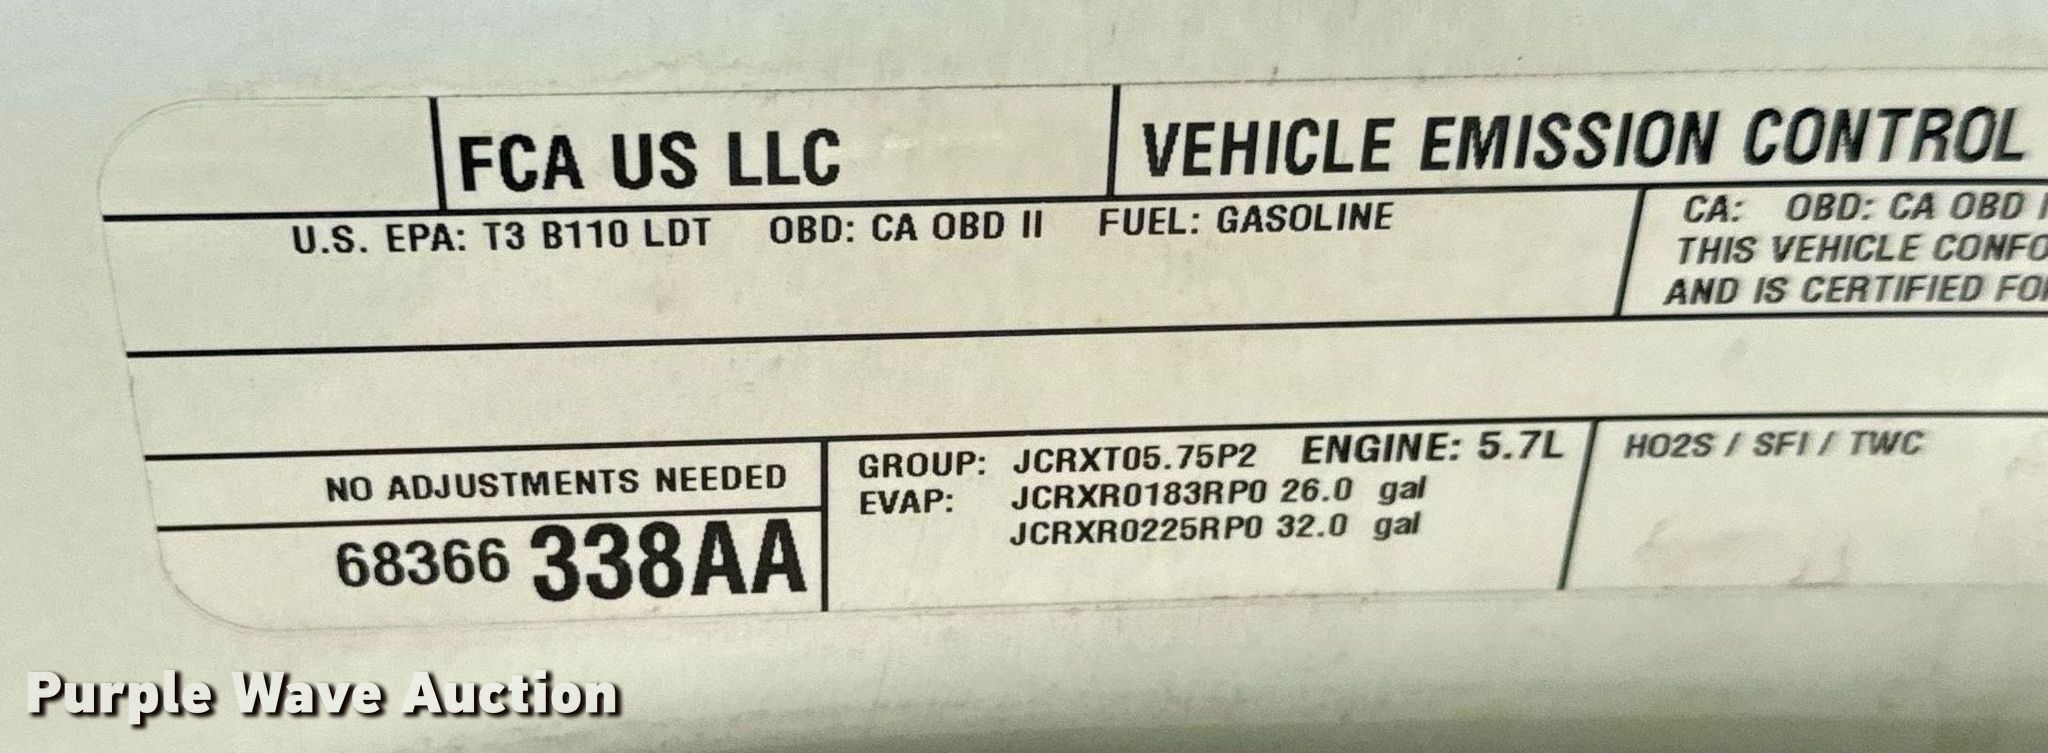 FCA US LLC
VEHICLE EMISSION CONTROL
U.S. EPA: T3 B110 LDT OBD: CA OBD II FUEL: GASOLINE
CA: OBD: CA OBD
THIS VEHICLE CONFO
AND IS CERTIFIED FO
NO ADJUSTMENTS NEEDED
68366 338AA
GROUP: JCRXT05.75P2 ENGINE: 5.7L
EVAP: JCRXR0183RP0 26.0 gal
JCRXR0225RP0 32.0 gal
HO2S / SFI / TWC
Purple Wave Auction